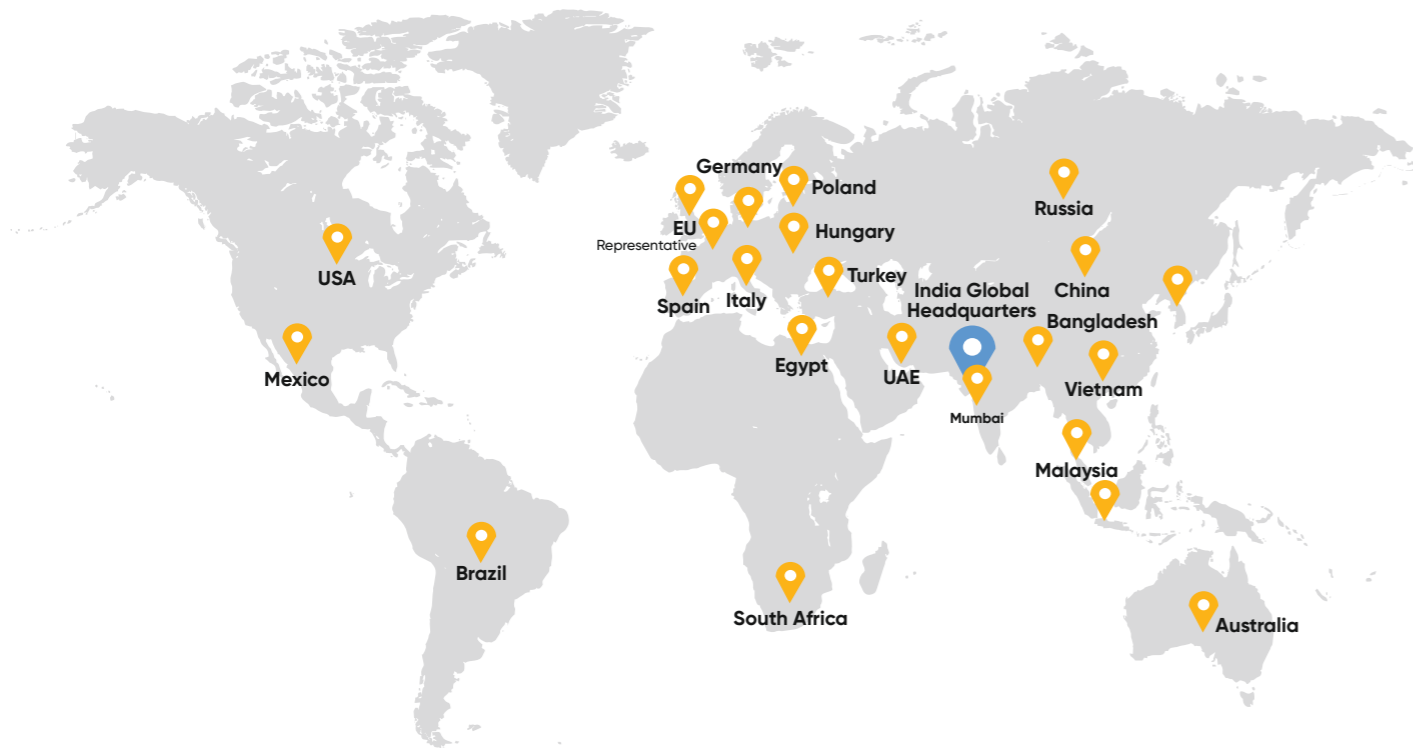 Germany
Poland
EU
Representative
Hungary
Russia
USA
Spain
Italy
Turkey
India Global
Headquarters
China
Bangladesh
Mexico
Egypt
UAE
Vietnam
Mumbai
Malaysia
Brazil
South Africa
Australia